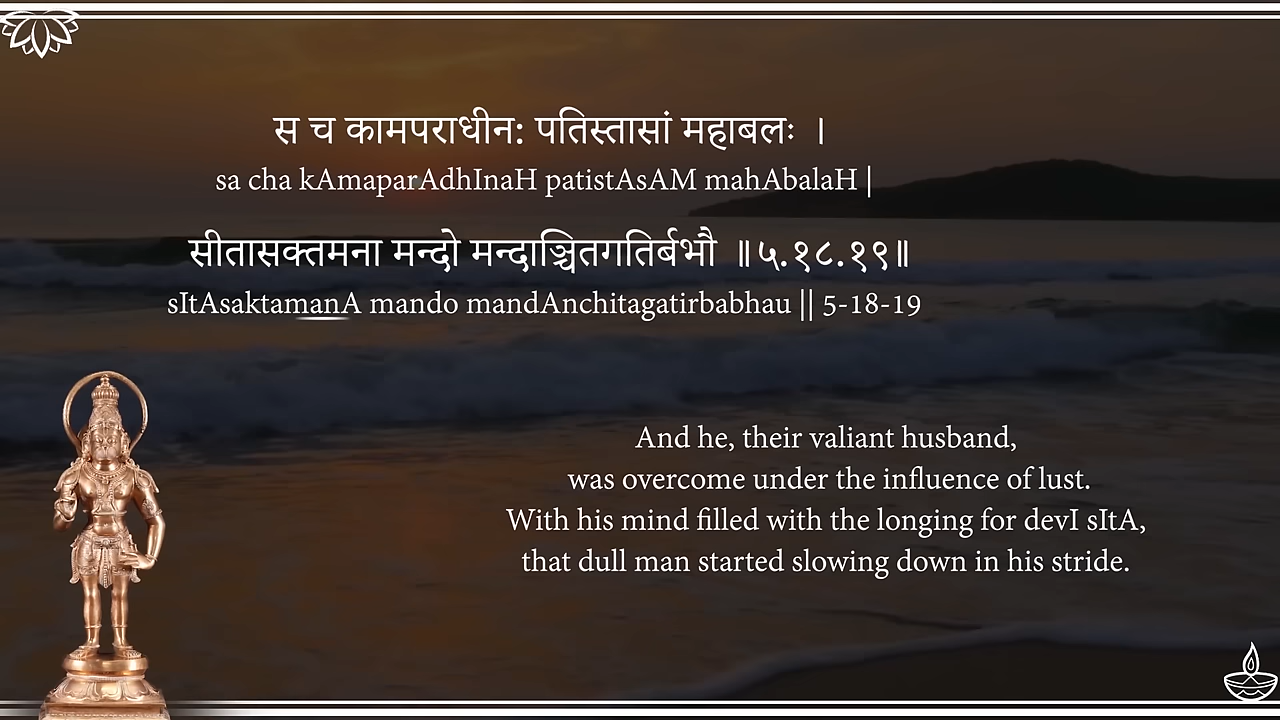 स च कामपराधीन: पतिस्तासां महाबलः ।
sa cha kAmaparAdhInaH patistAsAM mahAbalaH |
सीतासक्तमना मन्दो मन्दाञ्चितगतिर्बभौ ॥५.१८.१९॥
sItAsaktamanA mando mandAnchitagatirbabhau || 5-18-19
And he, their valiant husband,
was overcome under the influence of lust.
With his mind filled with the longing for devI sItA,
that dull man started slowing down in his stride.